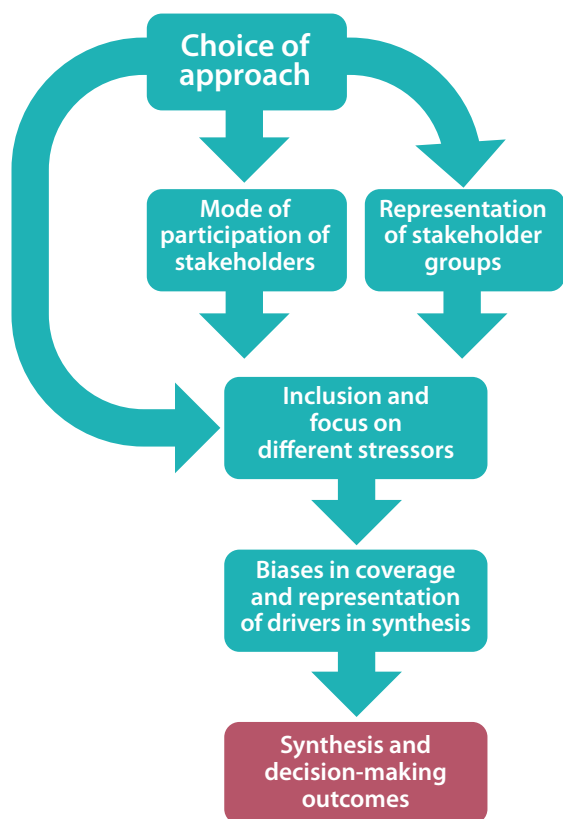 Choice of
approach
Mode of
participation of
stakeholders
Representation
of stakeholder
groups
Inclusion and
focus on
different stressors
Biases in coverage
and representation
of drivers in synthesis
Synthesis and
decision-making
outcomes